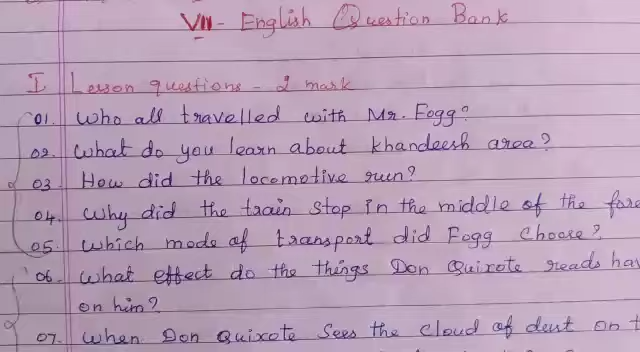 VII - English Question Bank
I Lesson questions - 2 mark
01. Who all travelled with Mr. Fogg?
02. What do you learn about khandeesh area?
03. How did the locomotive run?
04. Why did the train stop in the middle of the fore
05. which mode of transport did Fogg choose?
06. What effect do the things Don Quixote reads hav
on him?
07. When Don Quixote sees the cloud of dust on t